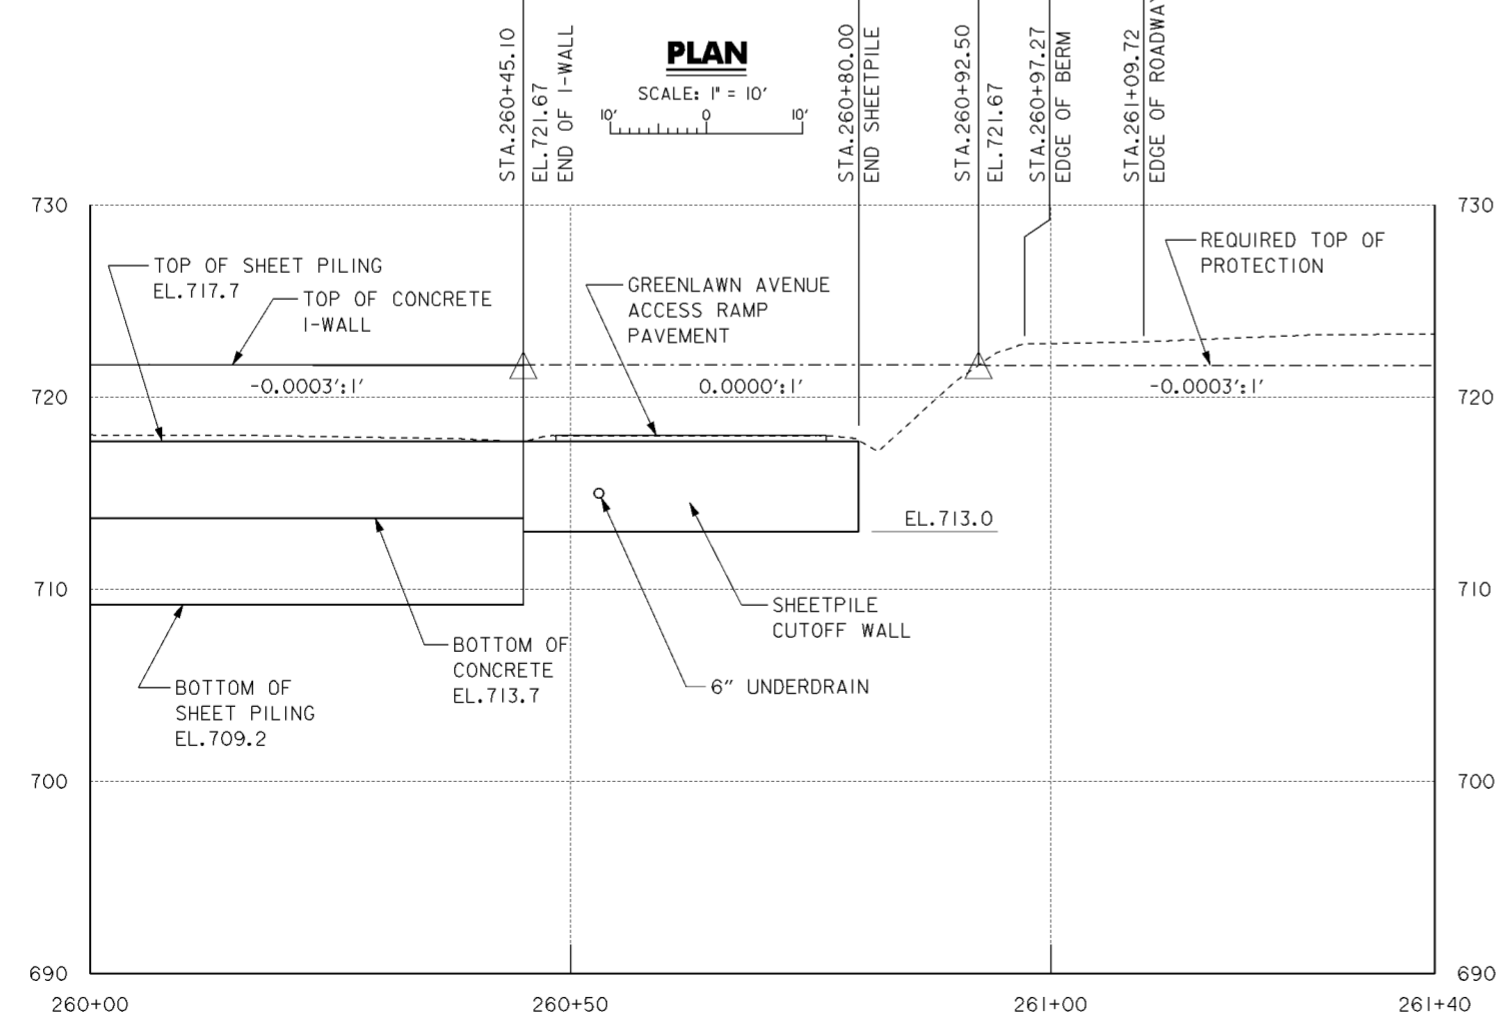 STA.260+45.10
EL.721.67
END OF I-WALL
PLAN
SCALE: 1" = 10'
10' 0 10'
STA.260+80.00
END SHEETPILE
STA.260+92.50
EL.721.67
STA.260+97.27
EDGE OF BERM
STA.261+09.72
EDGE OF ROADWAY
730
730
TOP OF SHEET PILING
EL.717.7
TOP OF CONCRETE
I-WALL
GREENLAWN AVENUE
ACCESS RAMP
PAVEMENT
REQUIRED TOP OF
PROTECTION
-0.0003':1'
0.0000':1'
-0.0003':1'
720
720
EL.713.0
710
710
SHEETPILE
CUTOFF WALL
BOTTOM OF
CONCRETE
EL.713.7
6" UNDERDRAIN
BOTTOM OF
SHEET PILING
EL.709.2
700
700
690
690
260+00
260+50
261+00
261+40